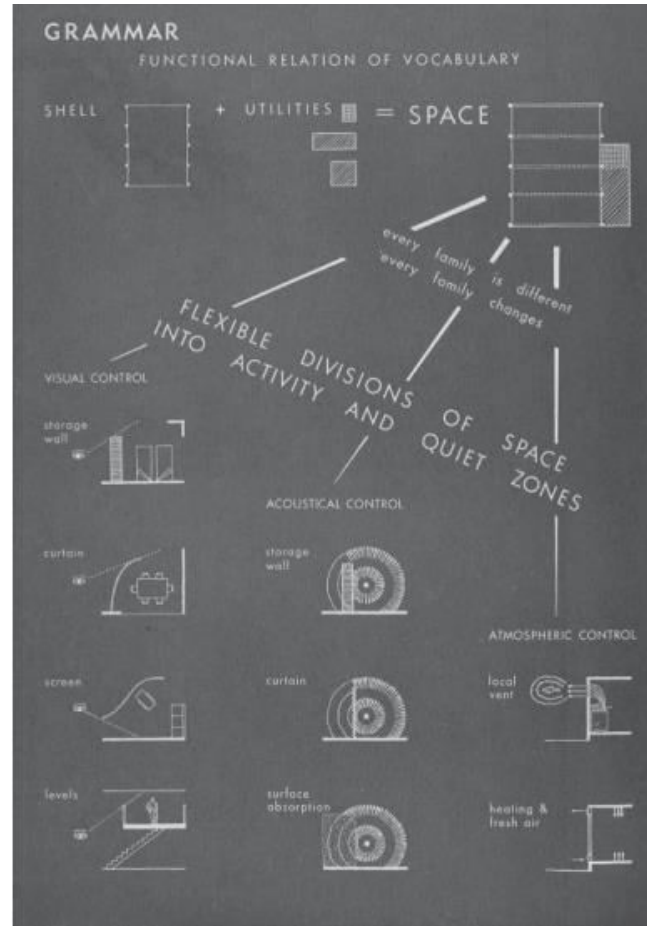 GRAMMAR
FUNCTIONAL RELATION OF VOCABULARY
SHELL + UTILITIES = SPACE
every family is different
every family changes
FLEXIBLE DIVISIONS OF SPACE
INTO ACTIVITY AND QUIET ZONES
VISUAL CONTROL
storage
wall
curtain
screen
levels
ACOUSTICAL CONTROL
storage
wall
curtain
surface
absorption
ATMOSPHERIC CONTROL
local
vent
heating &
fresh air